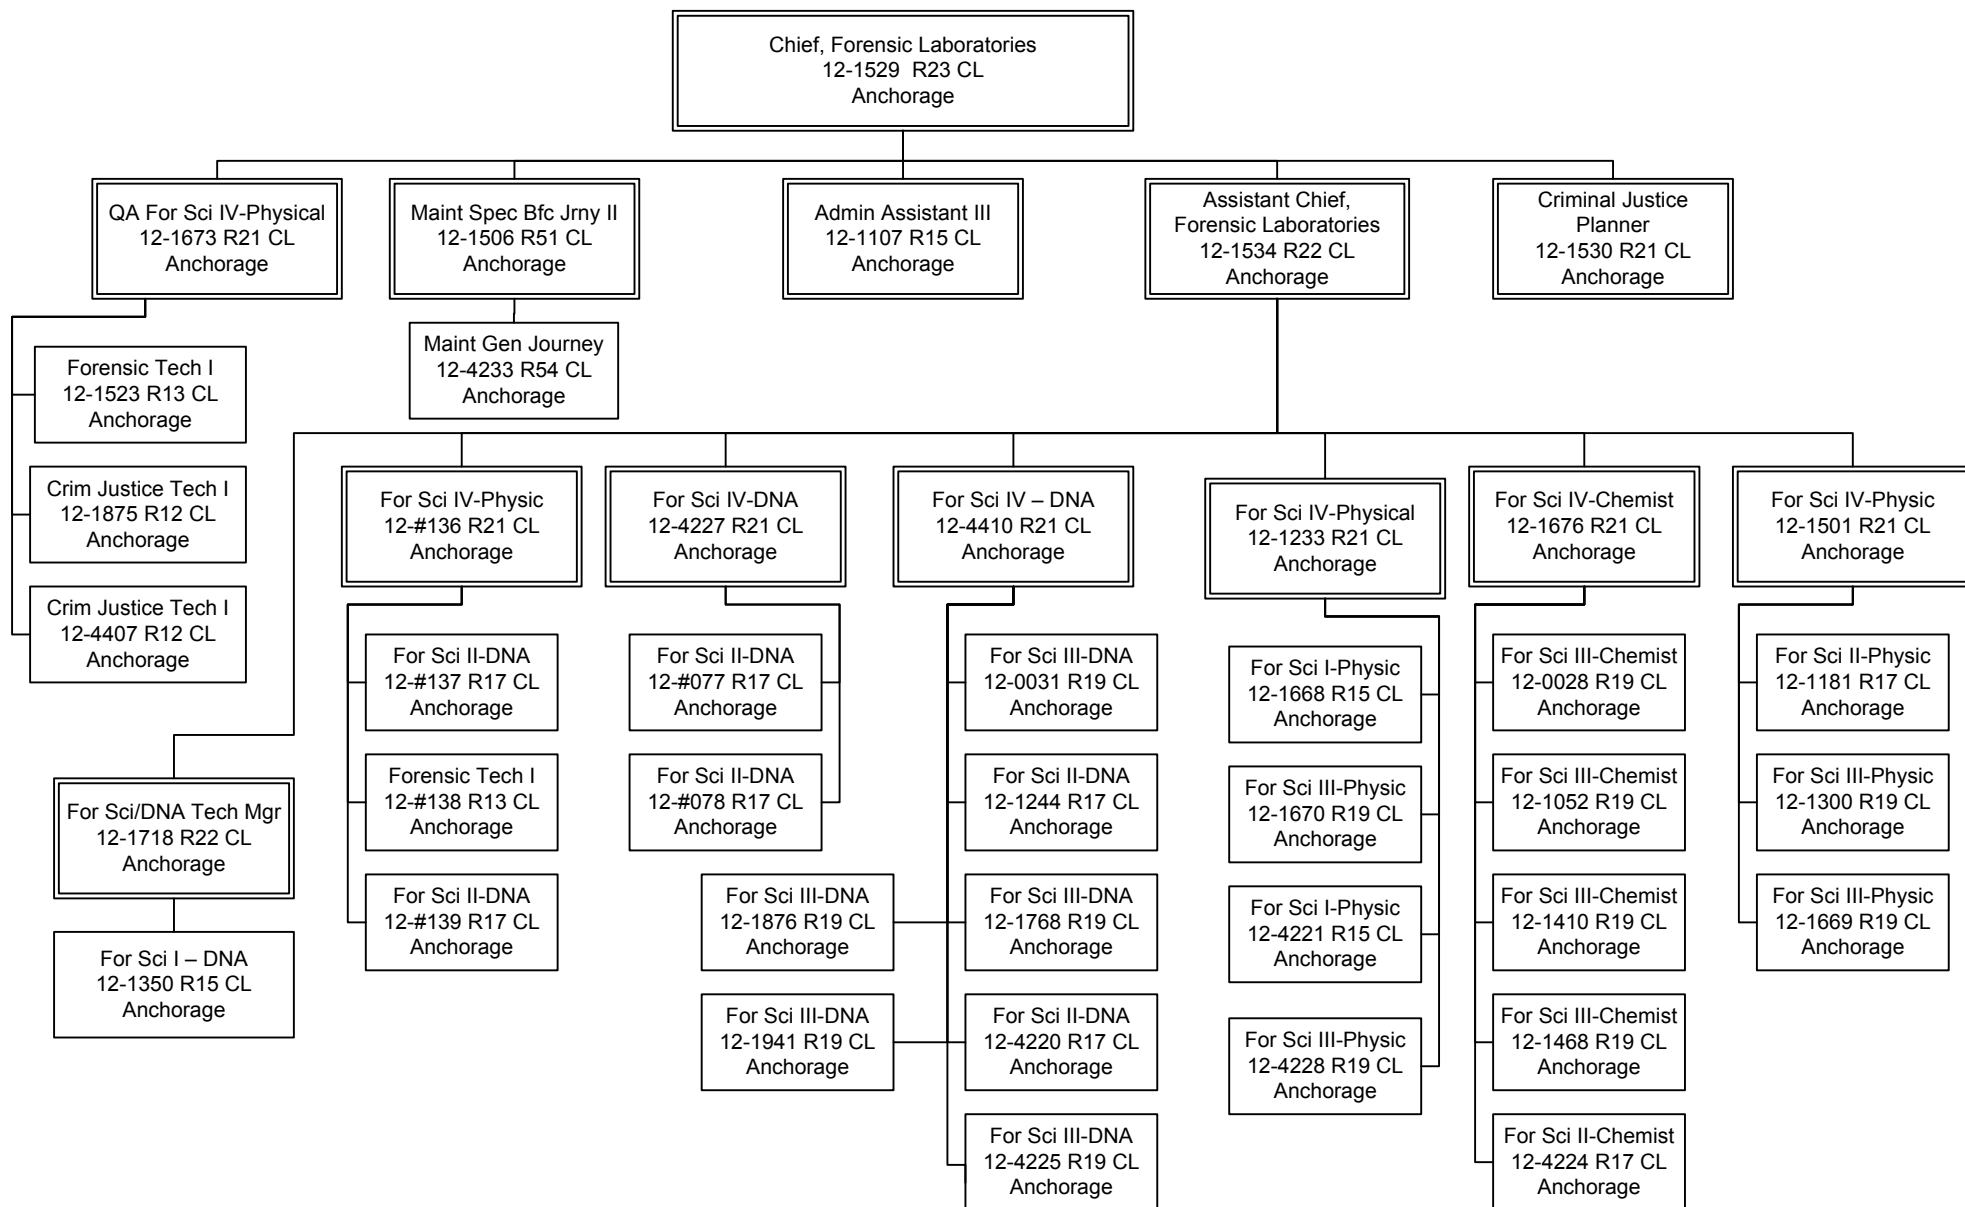 Chief, Forensic Laboratories
12-1529  R23 CL
Anchorage
QA For Sci IV-Physical
12-1673 R21 CL
Anchorage
Maint Spec Bfc Jrny II
12-1506 R51 CL
Anchorage
Admin Assistant III
12-1107 R15 CL
Anchorage
Assistant Chief,
Forensic Laboratories
12-1534 R22 CL
Anchorage
Criminal Justice
Planner
12-1530 R21 CL
Anchorage
Forensic Tech I
12-1523 R13 CL
Anchorage
Crim Justice Tech I
12-1875 R12 CL
Anchorage
Crim Justice Tech I
12-4407 R12 CL
Anchorage
Maint Gen Journey
12-4233 R54 CL
Anchorage
For Sci/DNA Tech Mgr
12-1718 R22 CL
Anchorage
For Sci I – DNA
12-1350 R15 CL
Anchorage
For Sci IV-Physic
12-#136 R21 CL
Anchorage
For Sci II-DNA
12-#137 R17 CL
Anchorage
Forensic Tech I
12-#138 R13 CL
Anchorage
For Sci II-DNA
12-#139 R17 CL
Anchorage
For Sci IV-DNA
12-4227 R21 CL
Anchorage
For Sci II-DNA
12-#077 R17 CL
Anchorage
For Sci II-DNA
12-#078 R17 CL
Anchorage
For Sci IV – DNA
12-4410 R21 CL
Anchorage
For Sci III-DNA
12-0031 R19 CL
Anchorage
For Sci II-DNA
12-1244 R17 CL
Anchorage
For Sci III-DNA
12-1876 R19 CL
Anchorage
For Sci III-DNA
12-1768 R19 CL
Anchorage
For Sci III-DNA
12-1941 R19 CL
Anchorage
For Sci II-DNA
12-4220 R17 CL
Anchorage
For Sci III-DNA
12-4225 R19 CL
Anchorage
For Sci IV-Physical
12-1233 R21 CL
Anchorage
For Sci I-Physic
12-1668 R15 CL
Anchorage
For Sci III-Physic
12-1670 R19 CL
Anchorage
For Sci I-Physic
12-4221 R15 CL
Anchorage
For Sci III-Physic
12-4228 R19 CL
Anchorage
For Sci IV-Chemist
12-1676 R21 CL
Anchorage
For Sci III-Chemist
12-0028 R19 CL
Anchorage
For Sci III-Chemist
12-1052 R19 CL
Anchorage
For Sci III-Chemist
12-1410 R19 CL
Anchorage
For Sci III-Chemist
12-1468 R19 CL
Anchorage
For Sci II-Chemist
12-4224 R17 CL
Anchorage
For Sci IV-Physic
12-1501 R21 CL
Anchorage
For Sci II-Physic
12-1181 R17 CL
Anchorage
For Sci III-Physic
12-1300 R19 CL
Anchorage
For Sci III-Physic
12-1669 R19 CL
Anchorage